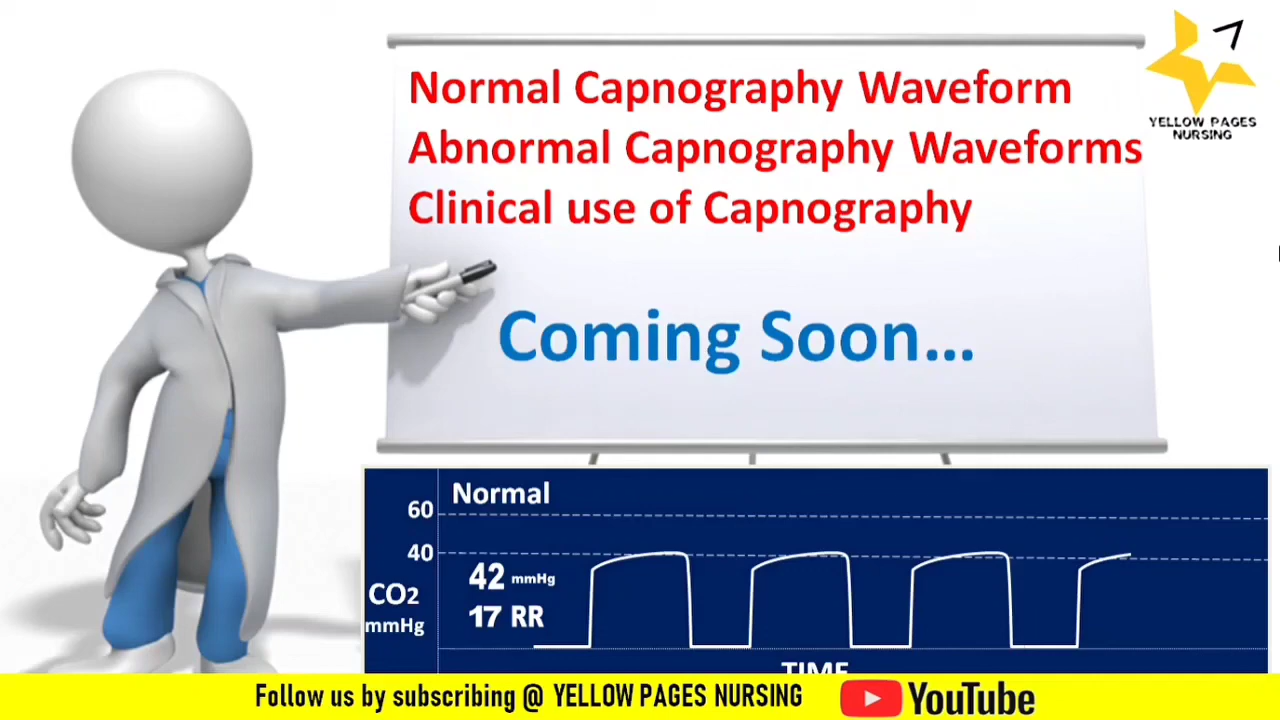 Normal Capnography Waveform
Abnormal Capnography Waveforms
Clinical use of Capnography
YELLOW PAGES
NURSING
Coming Soon...
Normal
60
40
42 mmHg
CO2
17 RR
mmHg
TIME
Follow us by subscribing @ YELLOW PAGES NURSING YouTube